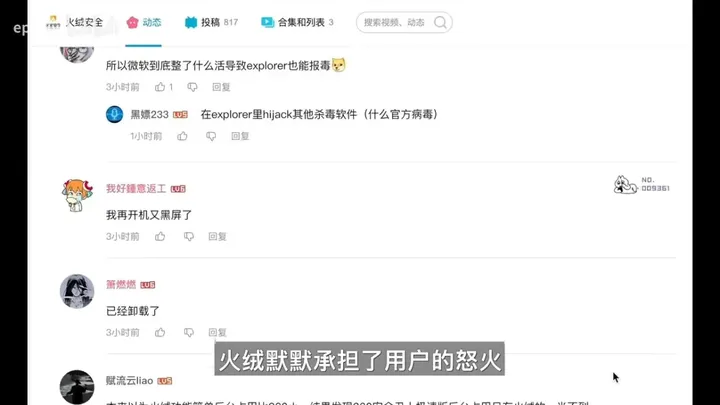 火绒安全
动态
投稿 817
合集和列表 3
搜索视频、动态
所以微软到底整了什么活导致explorer也能报毒
3小时前 1 回复
黑嫖233 LV5 在explorer里hijack其他杀毒软件（什么官方病毒）
1小时前 回复
我好鐘意返工 LV6
NO.
009361
我再开机又黑屏了
3小时前 回复
箫燃燃 LV6
已经卸载了
3小时前 回复
火绒默默承担了用户的怒火
赋流云liao LV5